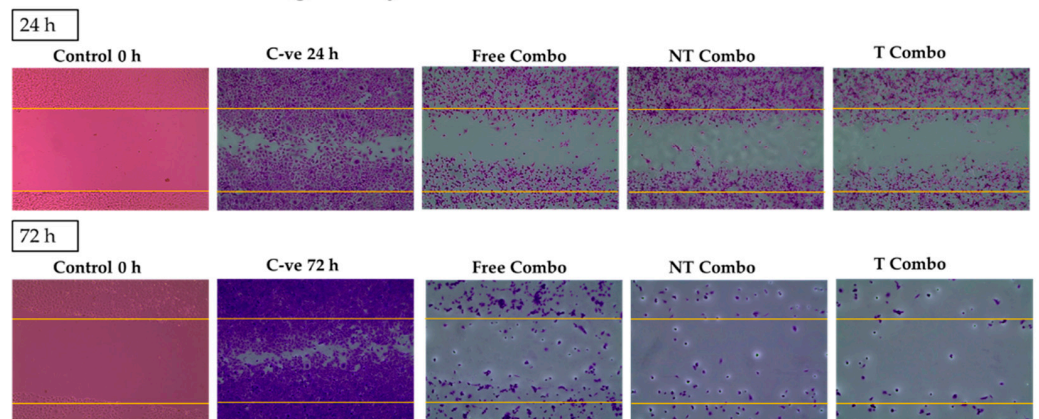 24 h
Control 0 h
C-ve 24 h
Free Combo
NT Combo
T Combo
72 h
Control 0 h
C-ve 72 h
Free Combo
NT Combo
T Combo